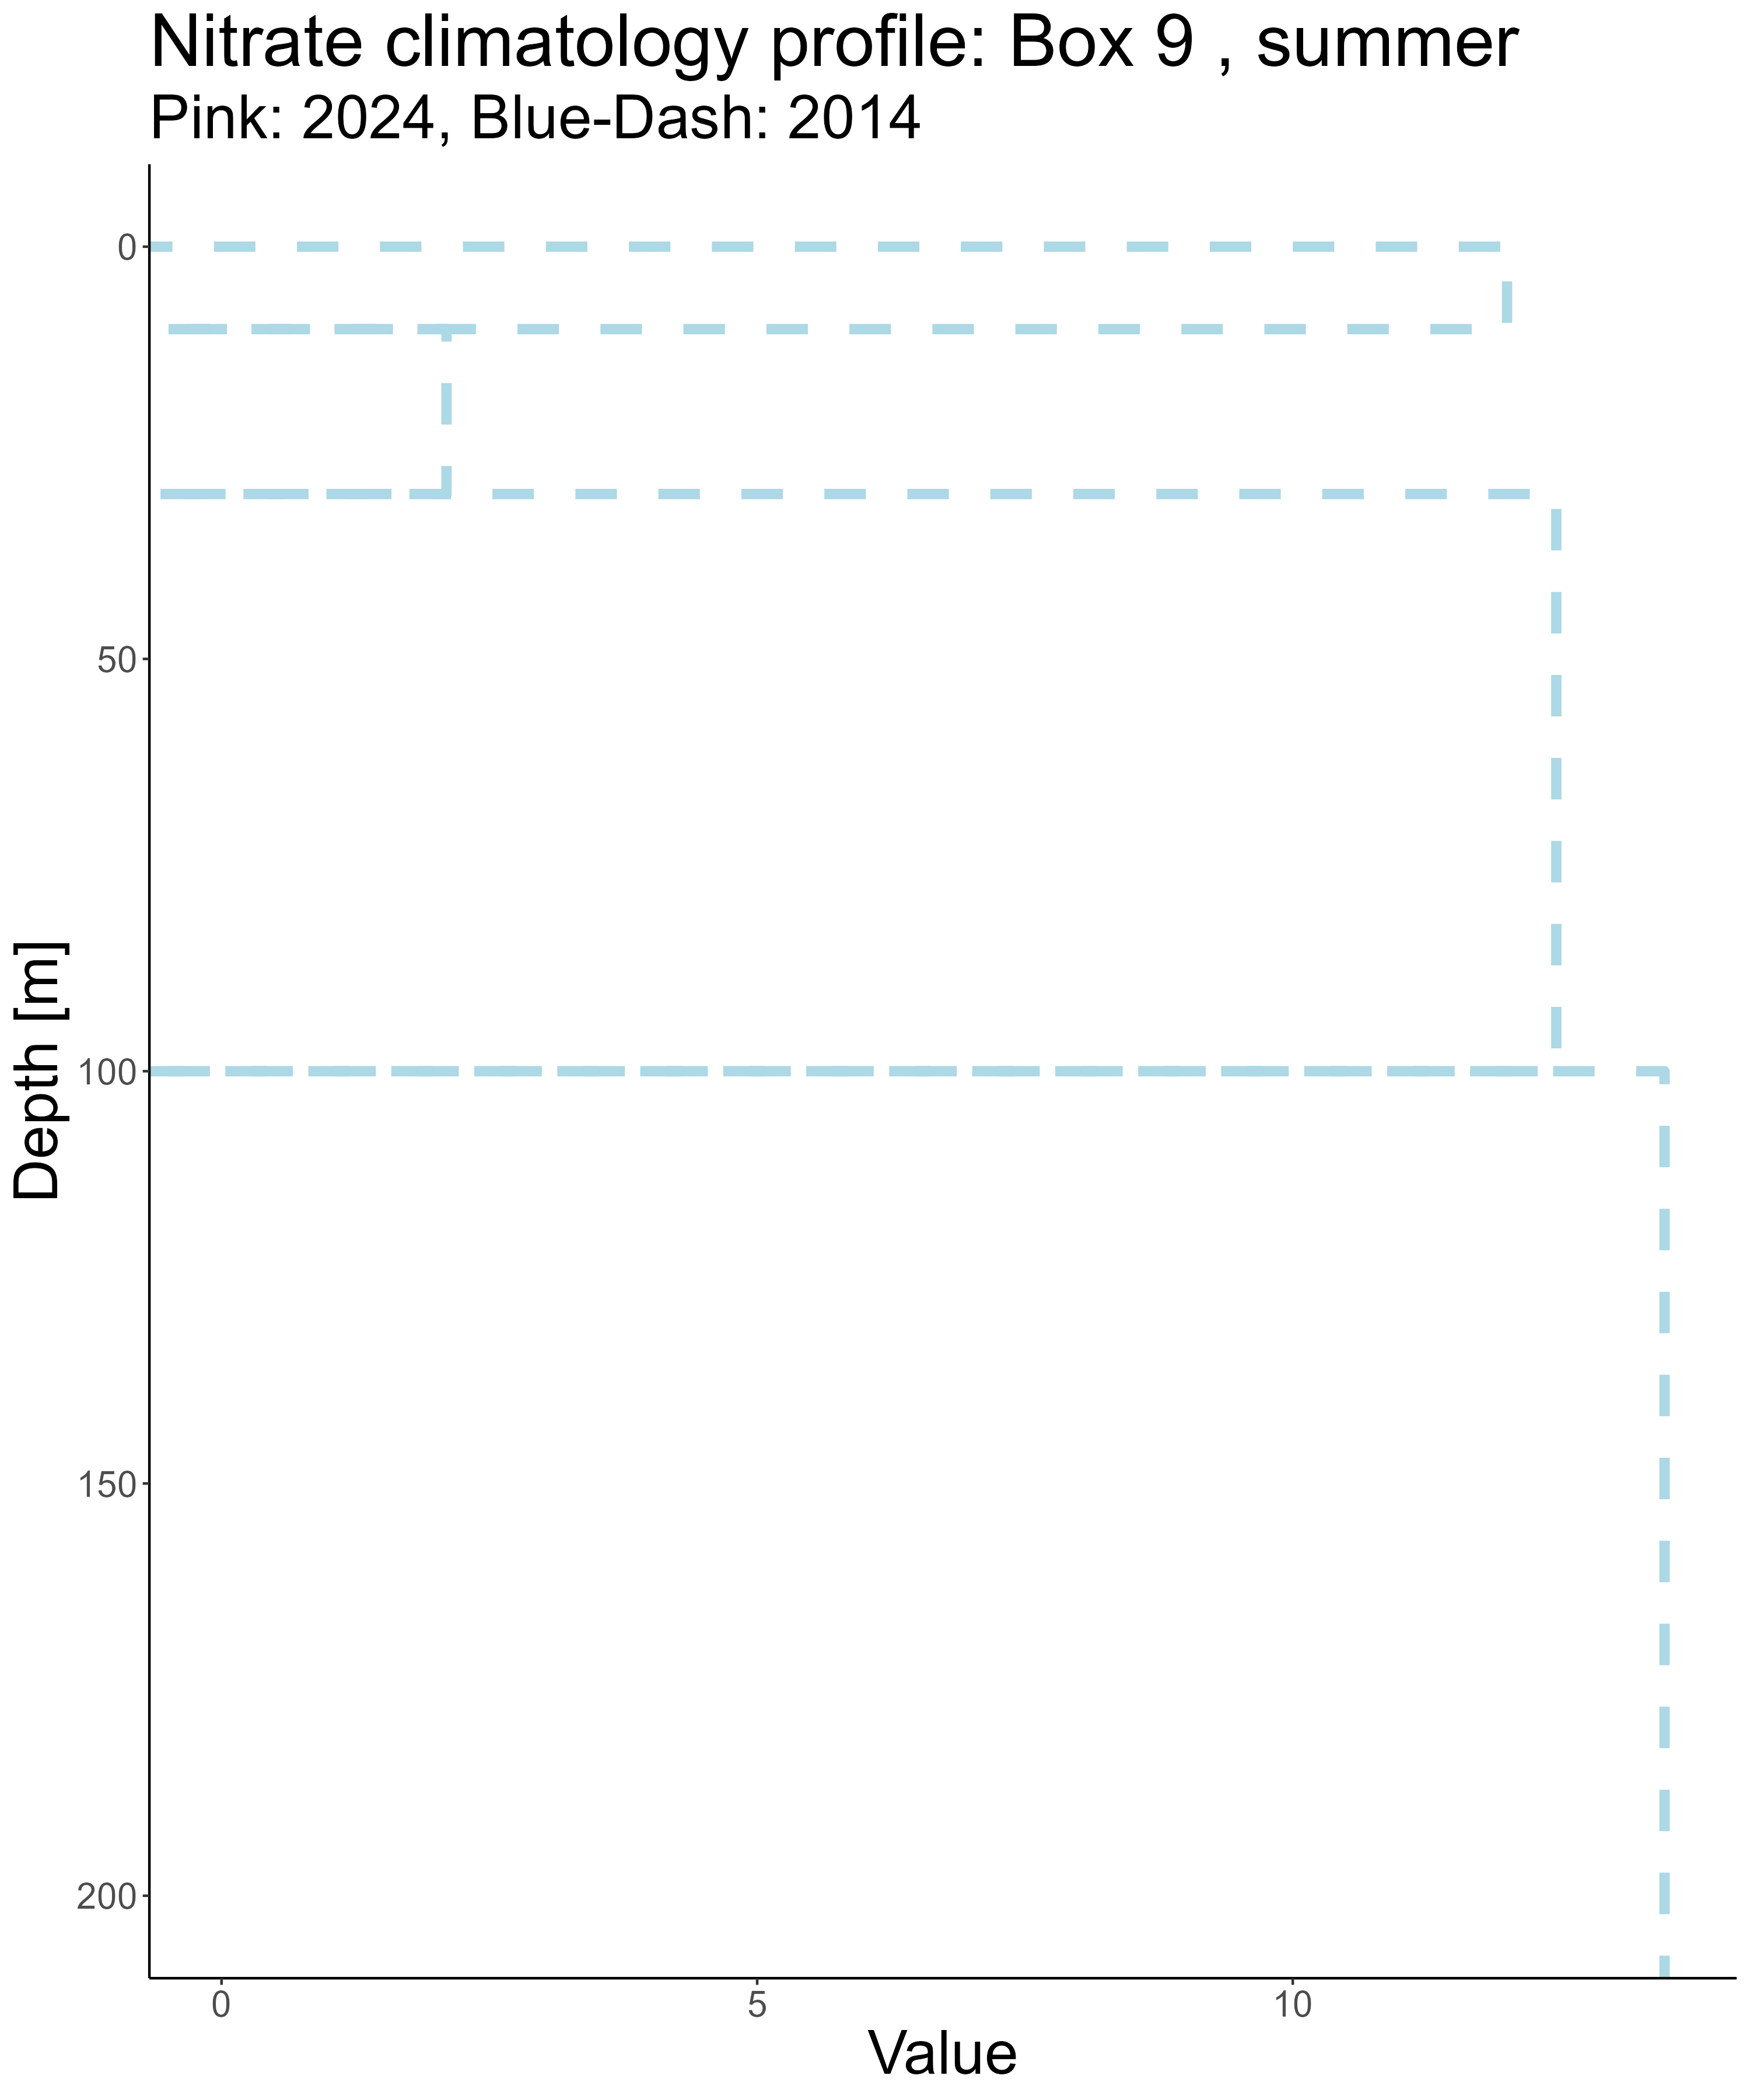 Nitrate climatology profile: Box 9 , summer
Pink: 2024, Blue-Dash: 2014
0
50
100
150
200
Depth [m]
0 5 10
Value